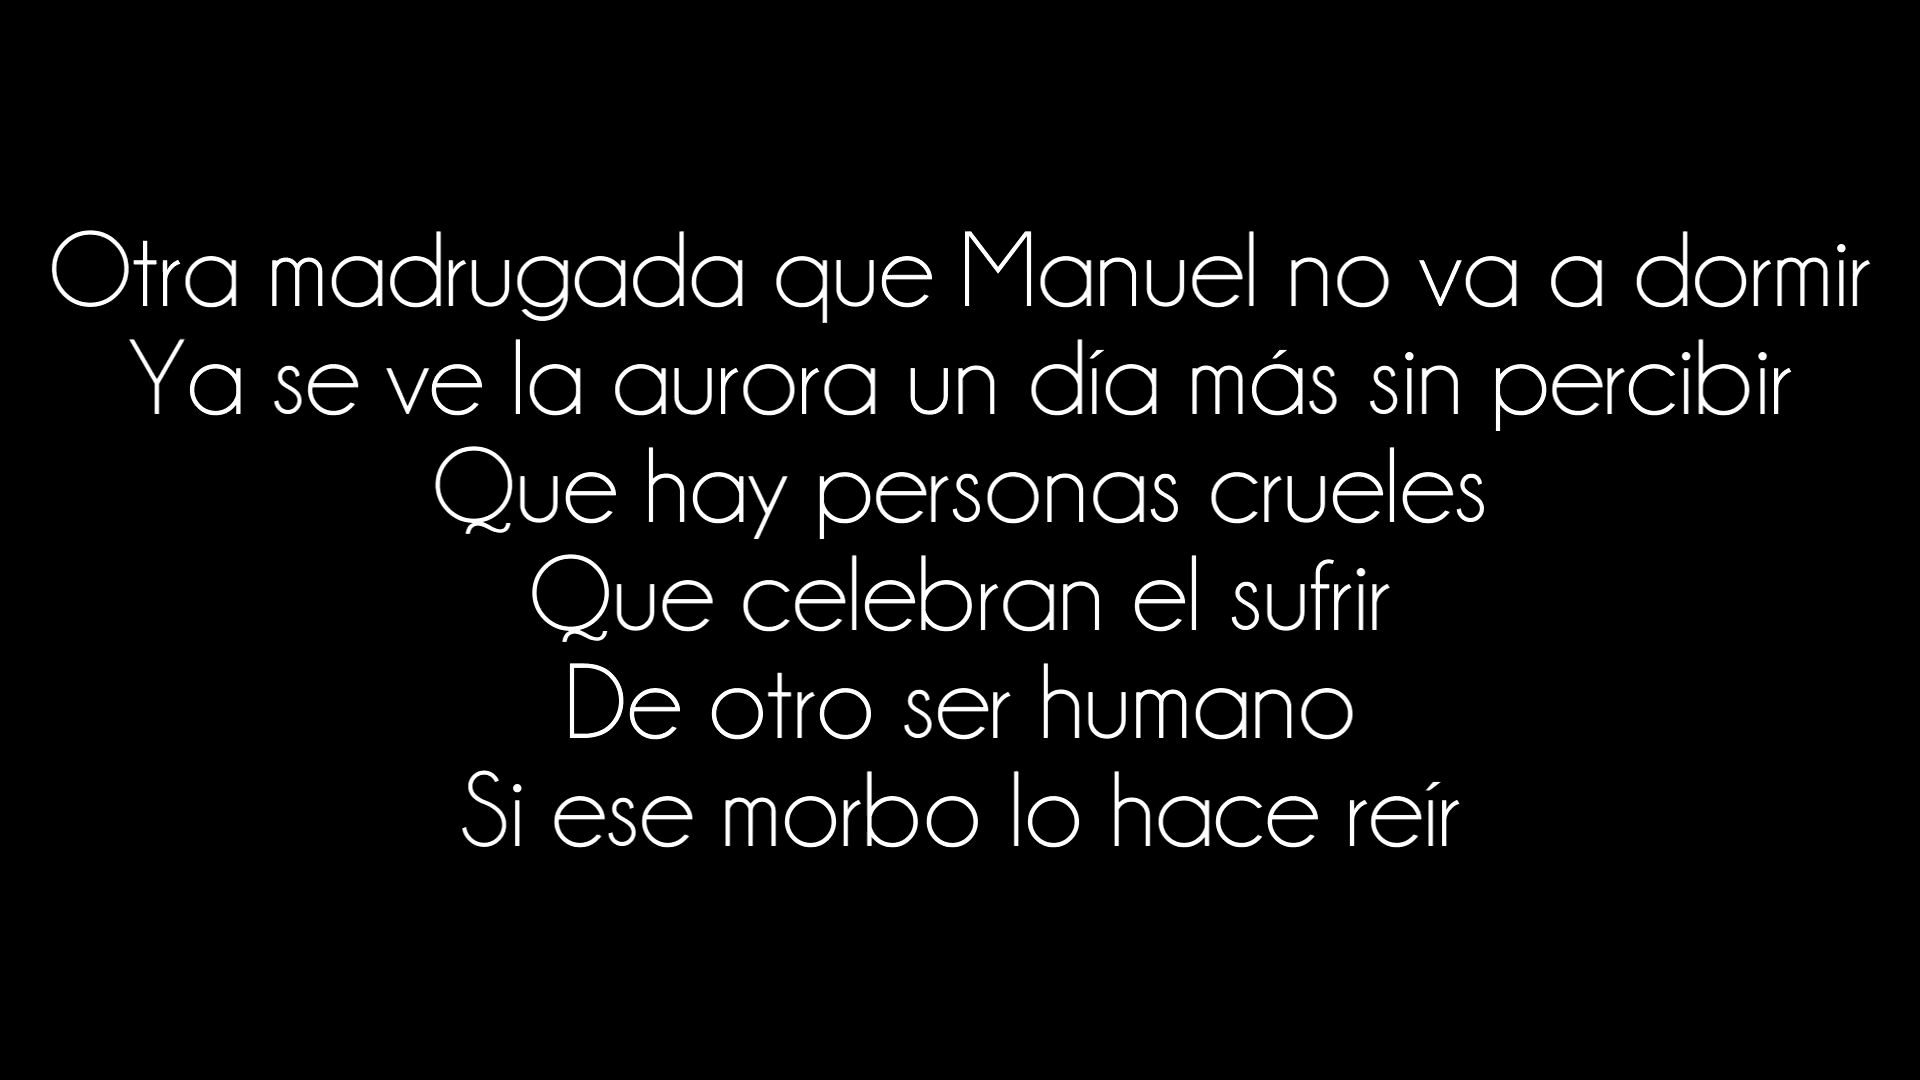 Otra madrugada que Manuel no va a dormir
Ya se ve la aurora un día más sin percibir
Que hay personas crueles
Que celebran el sufrir
De otro ser humano
Si ese morbo lo hace reír